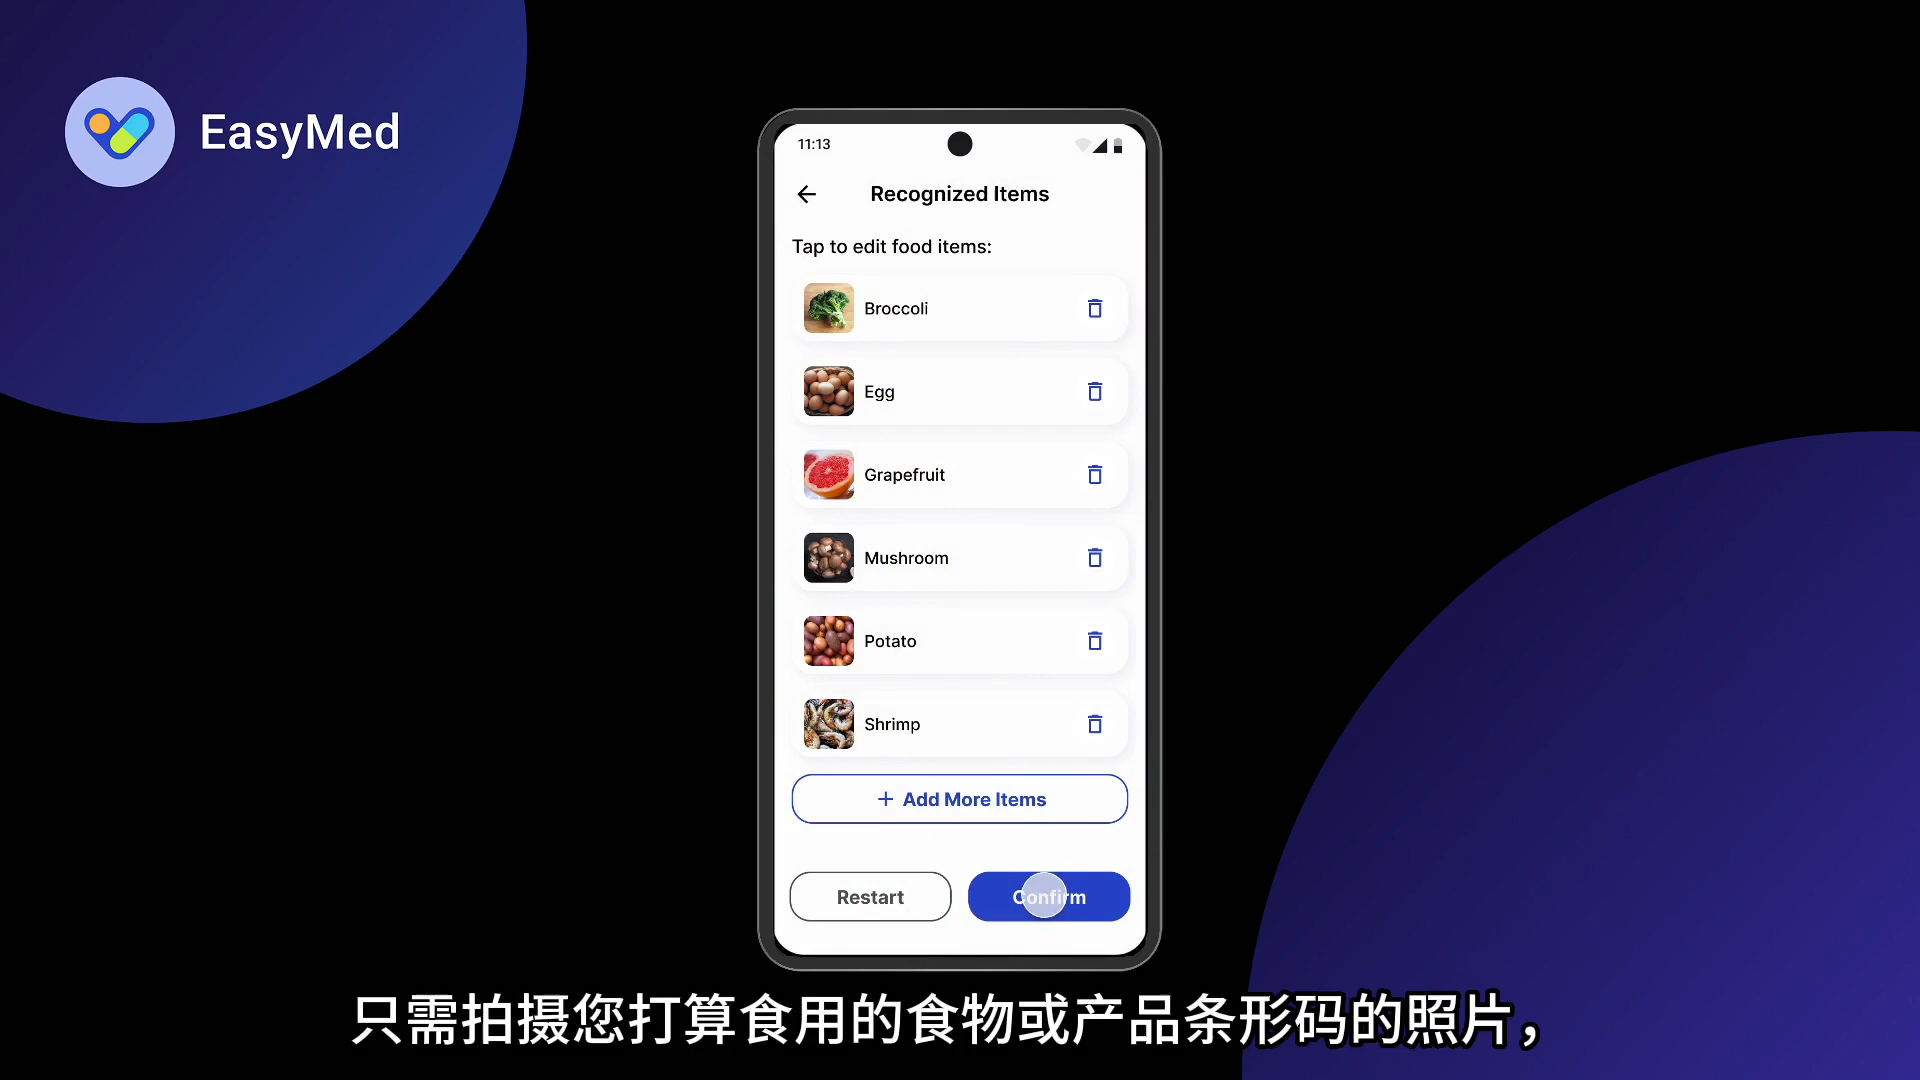 EasyMed
11:13
Recognized Items
Tap to edit food items:
Broccoli
Egg
Grapefruit
Mushroom
Potato
Shrimp
+ Add More Items
Restart
Confirm
只需拍摄您打算食用的食物或产品条形码的照片，